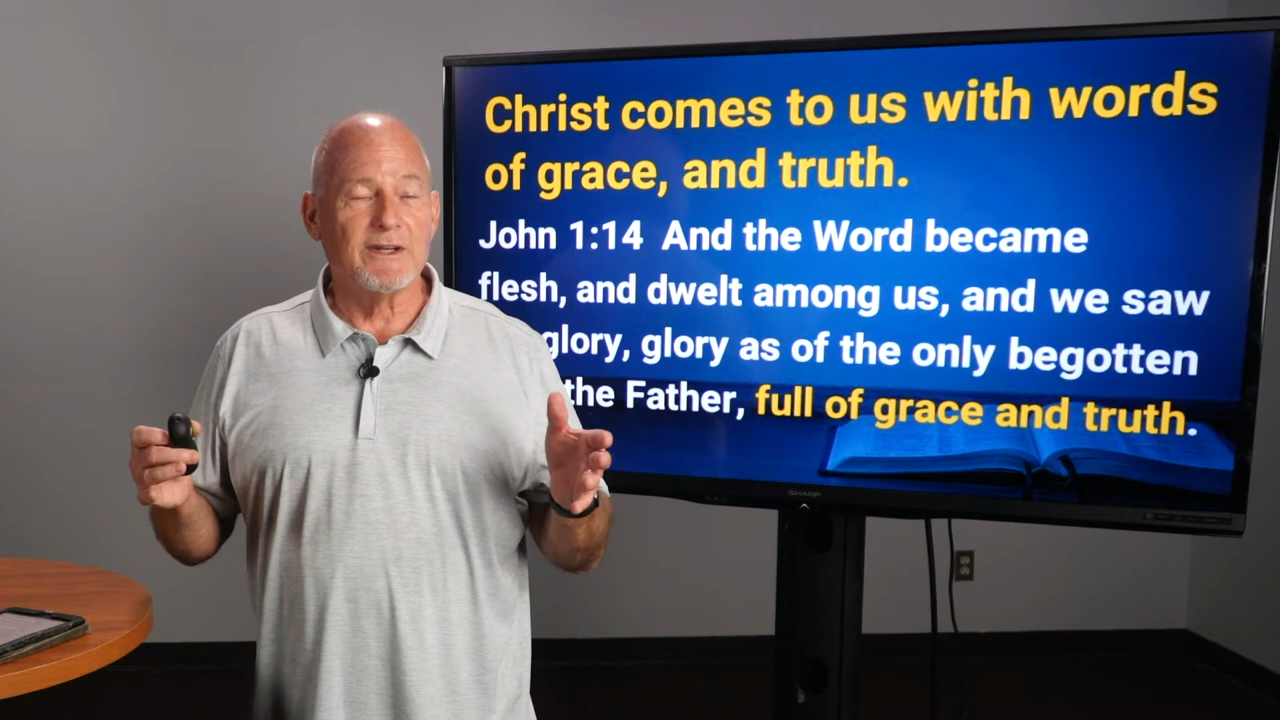 Christ comes to us with words
of grace, and truth.
John 1:14 And the Word became
flesh, and dwelt among us, and we saw
glory, glory as of the only begotten
the Father, full of grace and truth.
SHARP